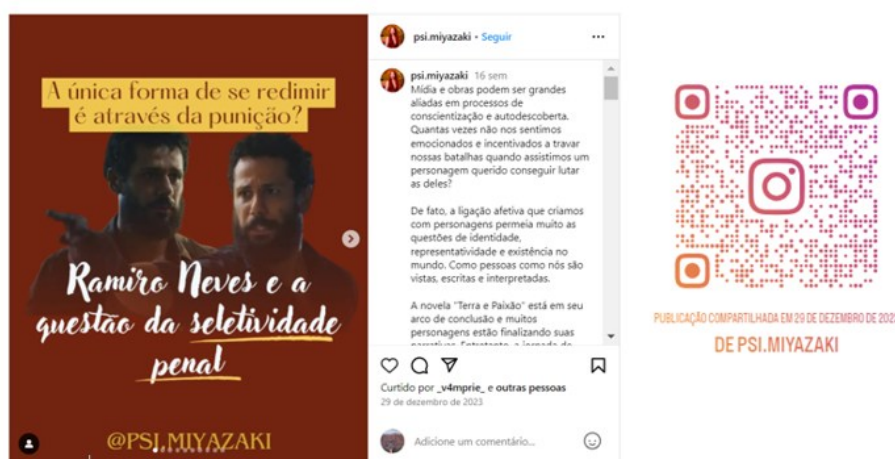 A única forma de se redimir
é através da punição?
Ramiro Neves e a
questão da seletividade
penal
@PSI.MIYAZAKI
psi.miyazaki • Seguir
psi.miyazaki 16 sem
Mídia e obras podem ser grandes
aliadas em processos de
conscientização e autodescoberta.
Quantas vezes não nos sentimos
emocionados e incentivados a travar
nossas batalhas quando assistimos um
personagem querido conseguir lutar
as deles?
De fato, a ligação afetiva que criamos
com personagens permeia muito as
questões de identidade,
representatividade e existência no
mundo. Como pessoas como nós são
vistas, escritas e interpretadas.
A novela "Terra e Paixão" está em seu
arco de conclusão e muitos
personagens estão finalizando suas
narrativas. Entretanto, a jornada de
Curtido por _v4mprie_ e outras pessoas
29 de dezembro de 2023
Adicione um comentário...
PUBLICAÇÃO COMPARTILHADA EM 29 DE DEZEMBRO DE 202
DE PSI.MIYAZAKI